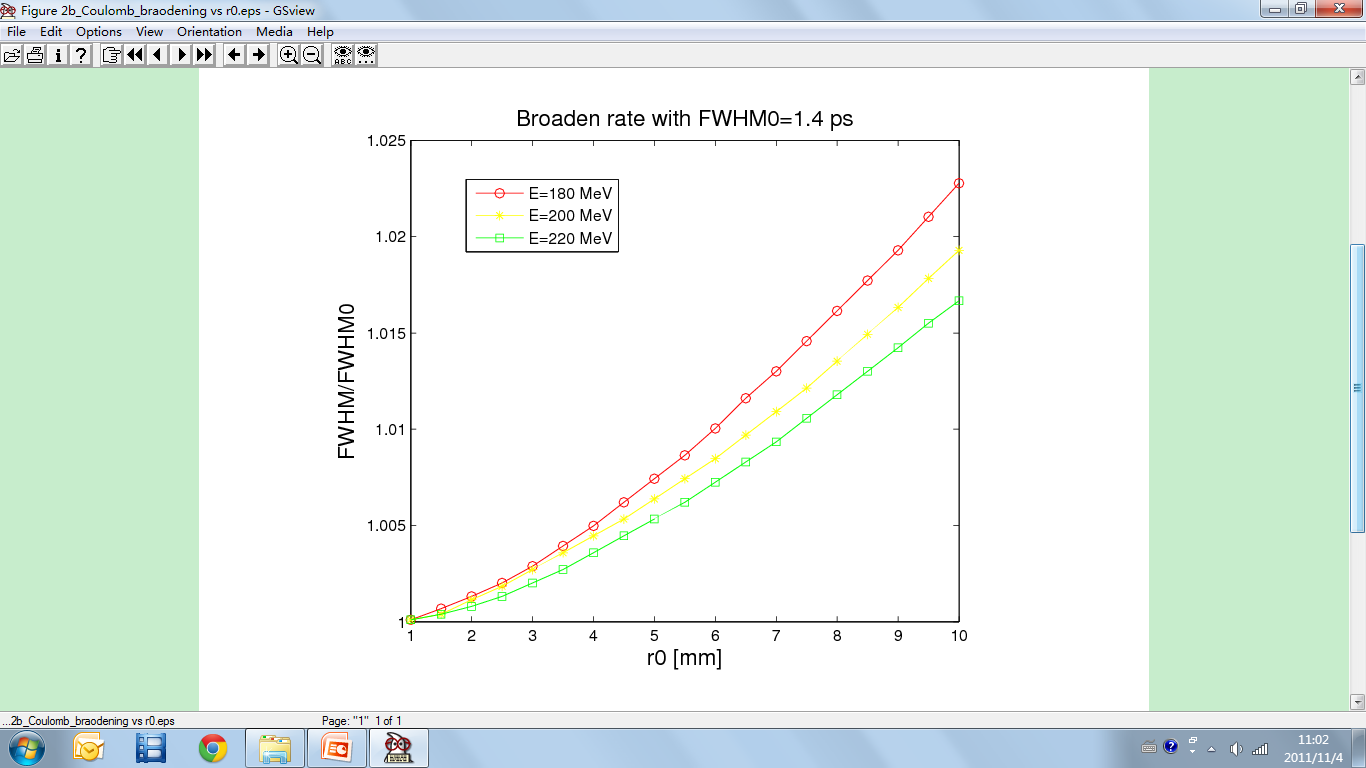 Figure 2b_Coulomb_braodening vs r0.eps - GSview
File Edit Options View Orientation Media Help
Broaden rate with FWHM0=1.4 ps
1.025
1.02
1.015
1.01
1.005
1
FWHM/FWHM0
E=180 MeV
E=200 MeV
E=220 MeV
1 2 3 4 5 6 7 8 9 10
r0 [mm]
...2b_Coulomb_braodening vs r0.eps Page: "1" 1 of 1
11:02
2011/11/4